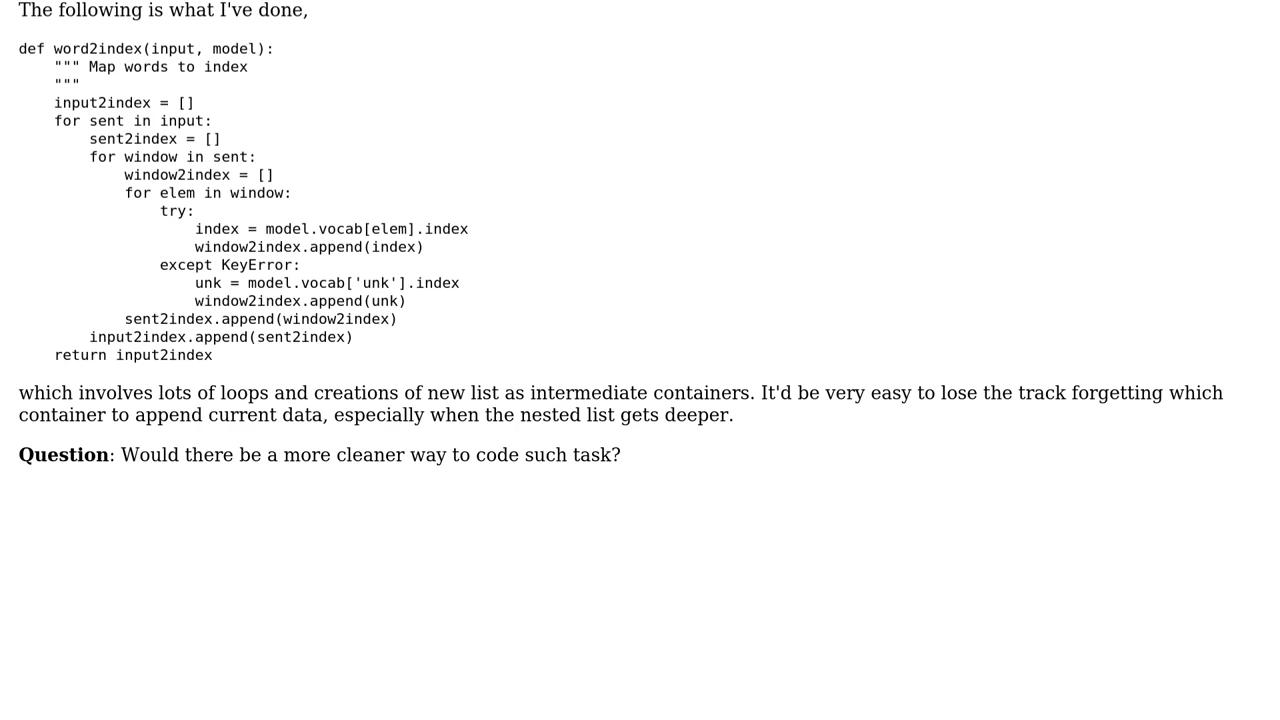 The following is what I've done,
def word2index(input, model):
    """ Map words to index
    """
    input2index = []
    for sent in input:
        sent2index = []
        for window in sent:
            window2index = []
            for elem in window:
                try:
                    index = model.vocab[elem].index
                    window2index.append(index)
                except KeyError:
                    unk = model.vocab['unk'].index
                    window2index.append(unk)
            sent2index.append(window2index)
        input2index.append(sent2index)
    return input2index
which involves lots of loops and creations of new list as intermediate containers. It'd be very easy to lose the track forgetting which
container to append current data, especially when the nested list gets deeper.
Question: Would there be a more cleaner way to code such task?